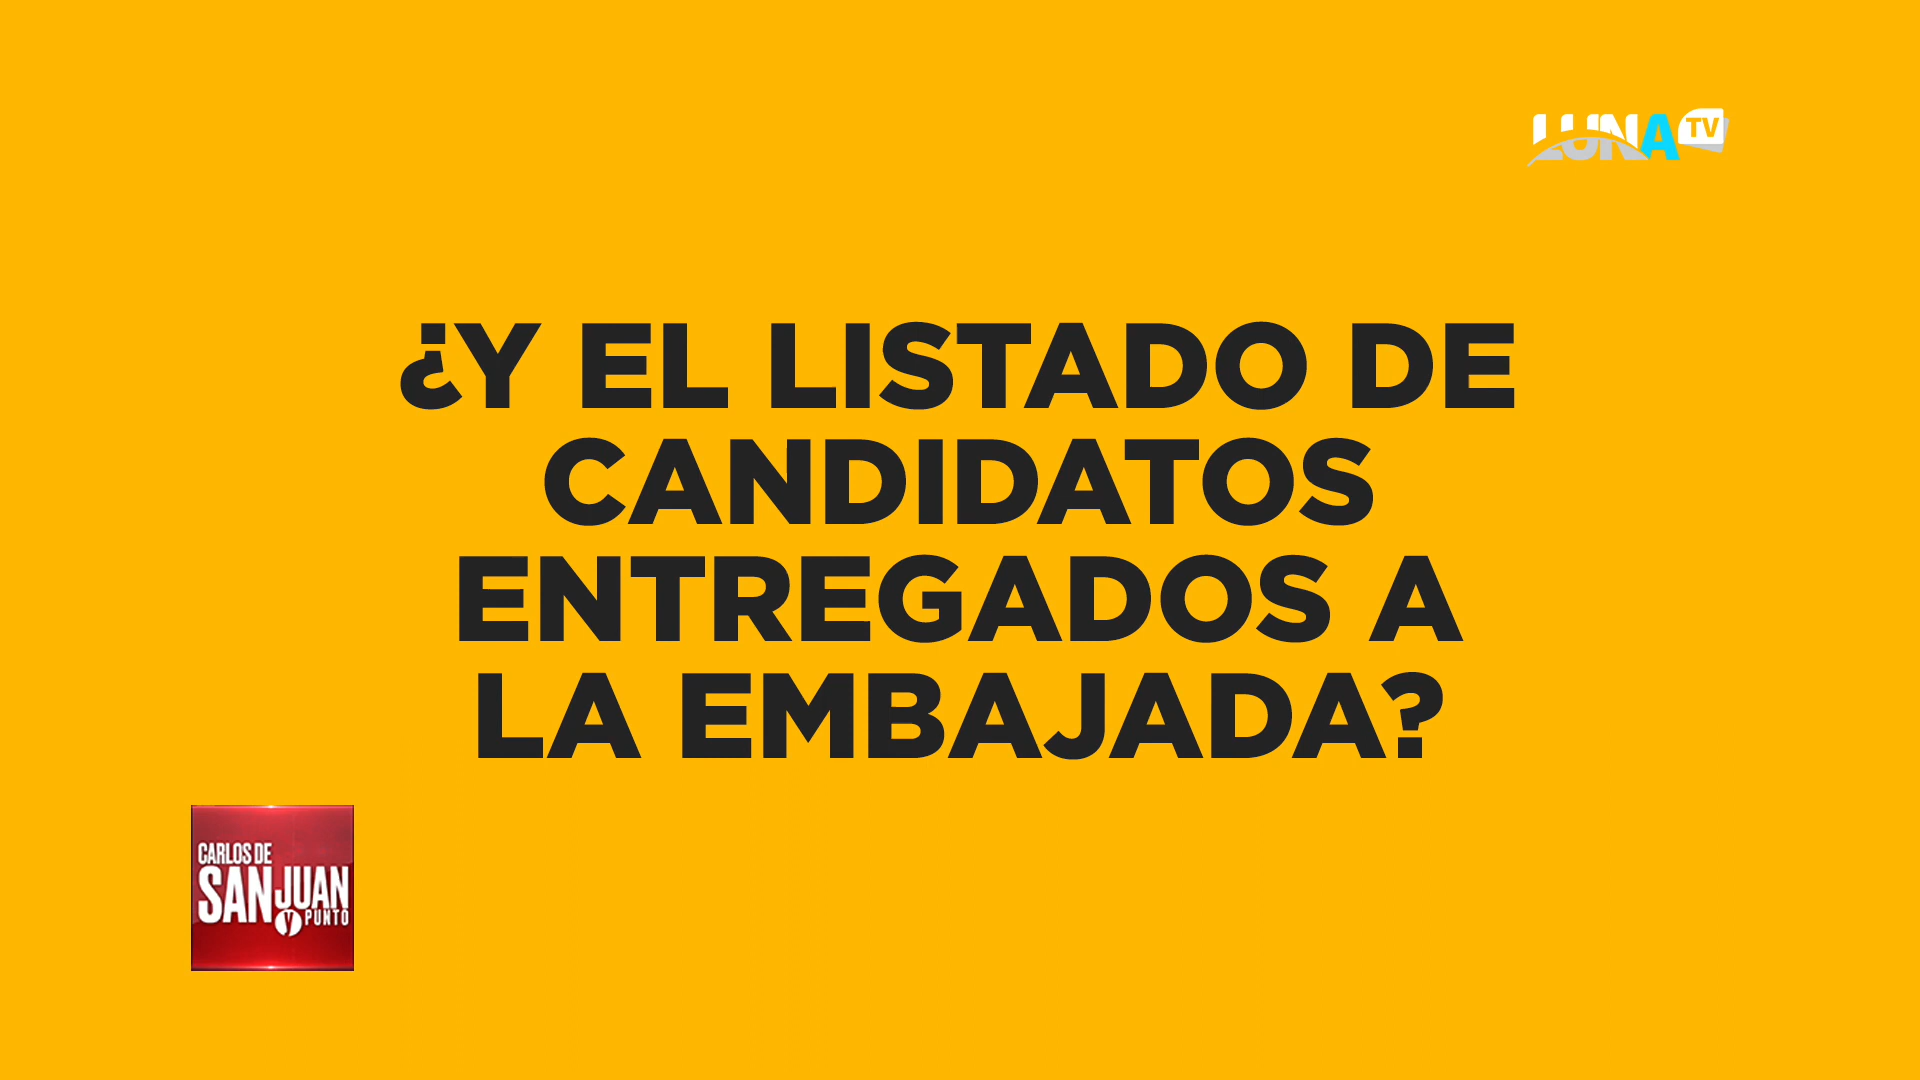 LUNA TV
¿Y EL LISTADO DE
CANDIDATOS
ENTREGADOS A
LA EMBAJADA?
CARLOS DE
SAN JUAN
Y PUNTO